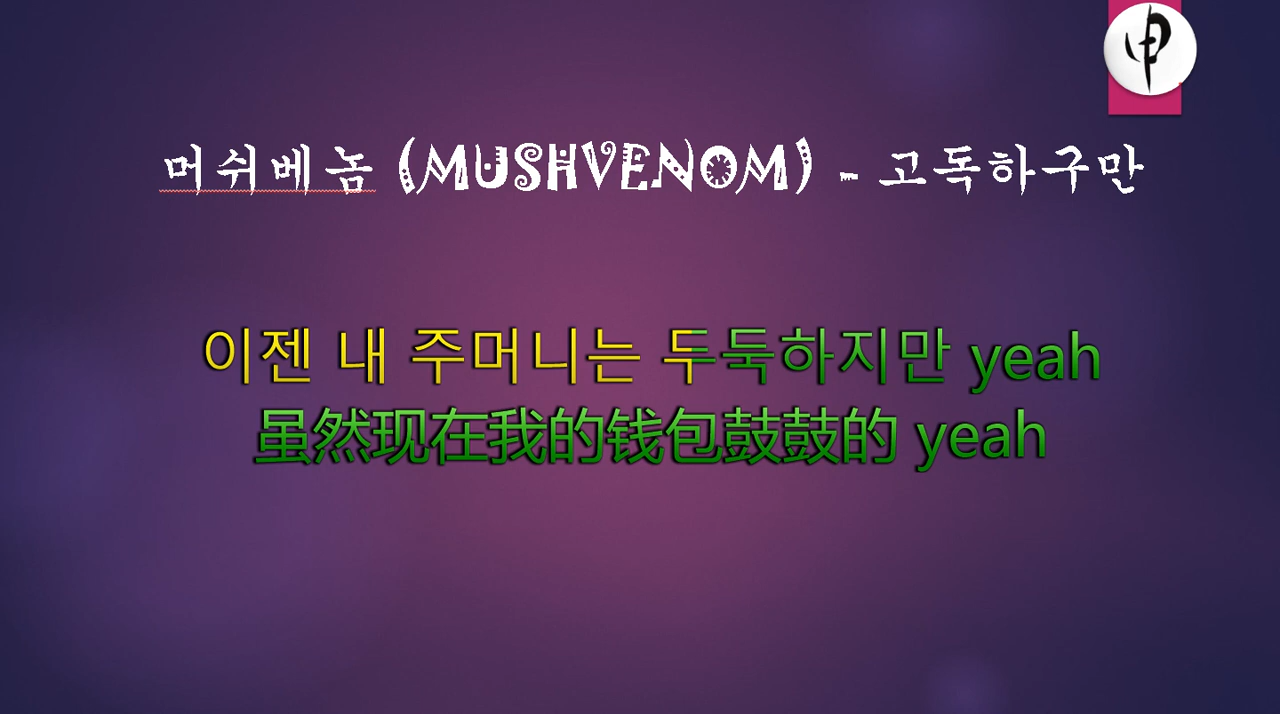 머쉬베놈 (MUSHVENOM) - 고독하구만
이젠 내 주머니는 두둑하지만 yeah
虽然现在我的钱包鼓鼓的 yeah